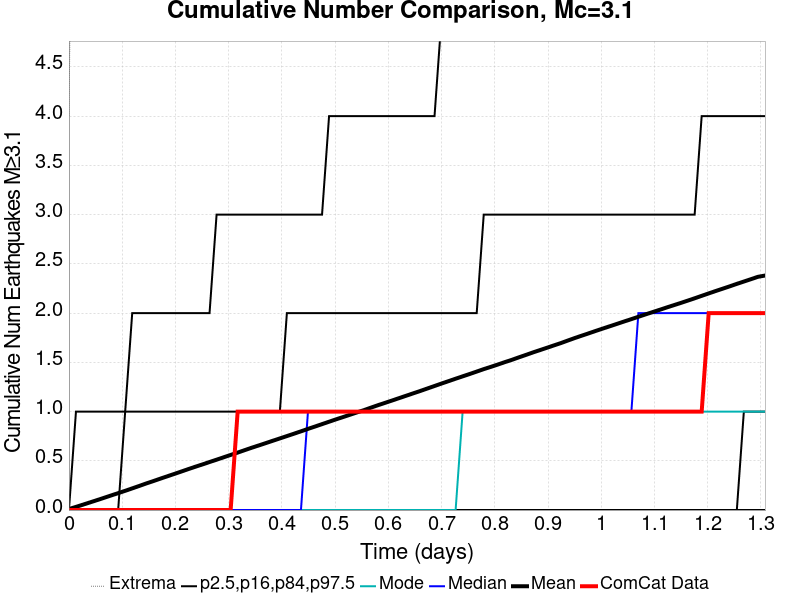 Cumulative Number Comparison, Mc=3.1
Cumulative Num Earthquakes M≥3.1
4.5
4.0
3.5
3.0
2.5
2.0
1.5
1.0
0.5
0.0
0 0.1 0.2 0.3 0.4 0.5 0.6 0.7 0.8 0.9 1 1.1 1.2 1.3
Time (days)
Extrema p2.5,p16,p84,p97.5 Mode Median Mean ComCat Data